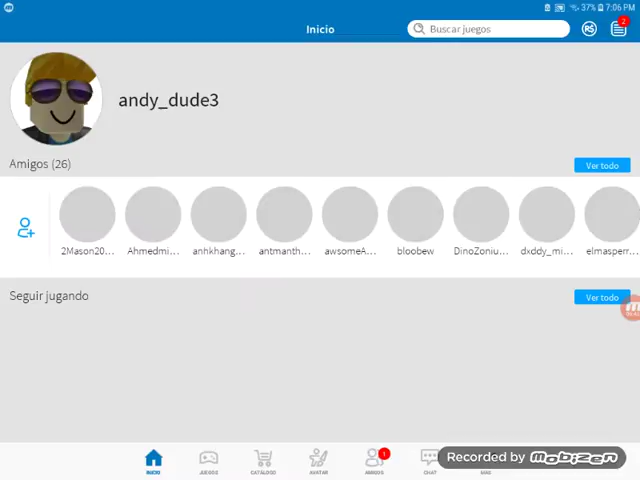 37% 7:06 PM
Inicio
Buscar juegos
2
andy_dude3
Amigos (26)
Ver todo
2Mason20...
Ahmedmi...
anhkhang...
antmanth...
awsomeA...
bloobew
DinoZoniu...
dxddy_mi...
elmasperr...
Seguir jugando
Ver todo
1
INICIO
JUEGOS
CATÁLOGO
AVATAR
AMIGOS
CHAT
MÁS
Recorded by Mobizen